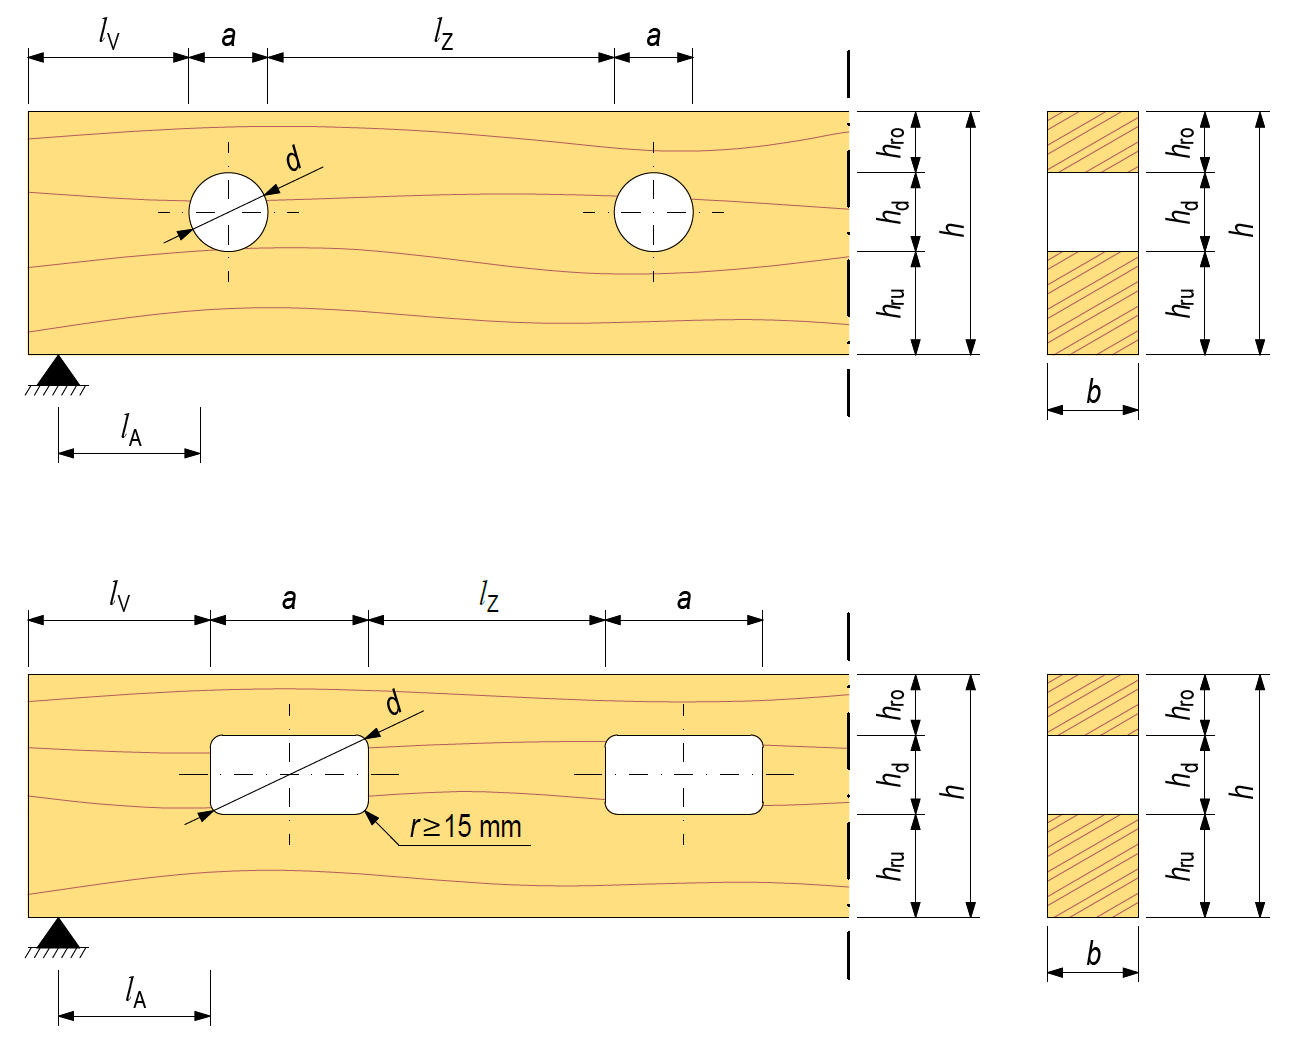 lV a lZ a
d
hro hd hru h
hro hd hru h
b
lA
lV a lZ a
d
r ≥ 15 mm
hro hd hru h
hro hd hru h
b
lA